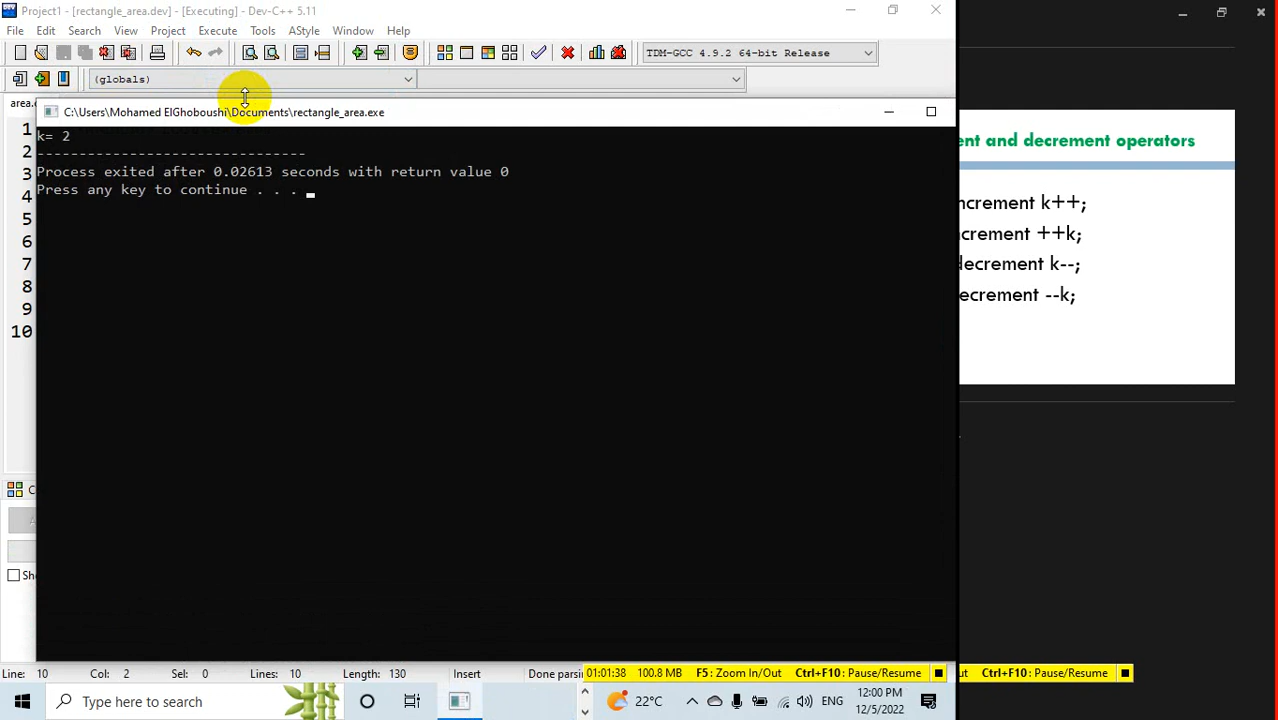 Project1 - [rectangle_area.dev] - [Executing] - Dev-C++ 5.11
File Edit Search View Project Execute Tools AStyle Window Help
TDM-GCC 4.9.2 64-bit Release
(globals)
area.c
C:\Users\Mohamed ElGhoboushi\Documents\rectangle_area.exe
k= 2
--------------------------------
Process exited after 0.02613 seconds with return value 0
Press any key to continue . . .
1
2
3
4
5
6
7
8
9
10
ent and decrement operators
ncrement k++;
crement ++k;
decrement k--;
ecrement --k;
C
Sho
Line: 10 Col: 2 Sel: 0 Lines: 10 Length: 130 Insert Done parsin
01:01:38 100.8 MB F5: Zoom In/Out Ctrl+F10: Pause/Resume
ut Ctrl+F10: Pause/Resume
Type here to search
22°C
ENG
12:00 PM
12/5/2022